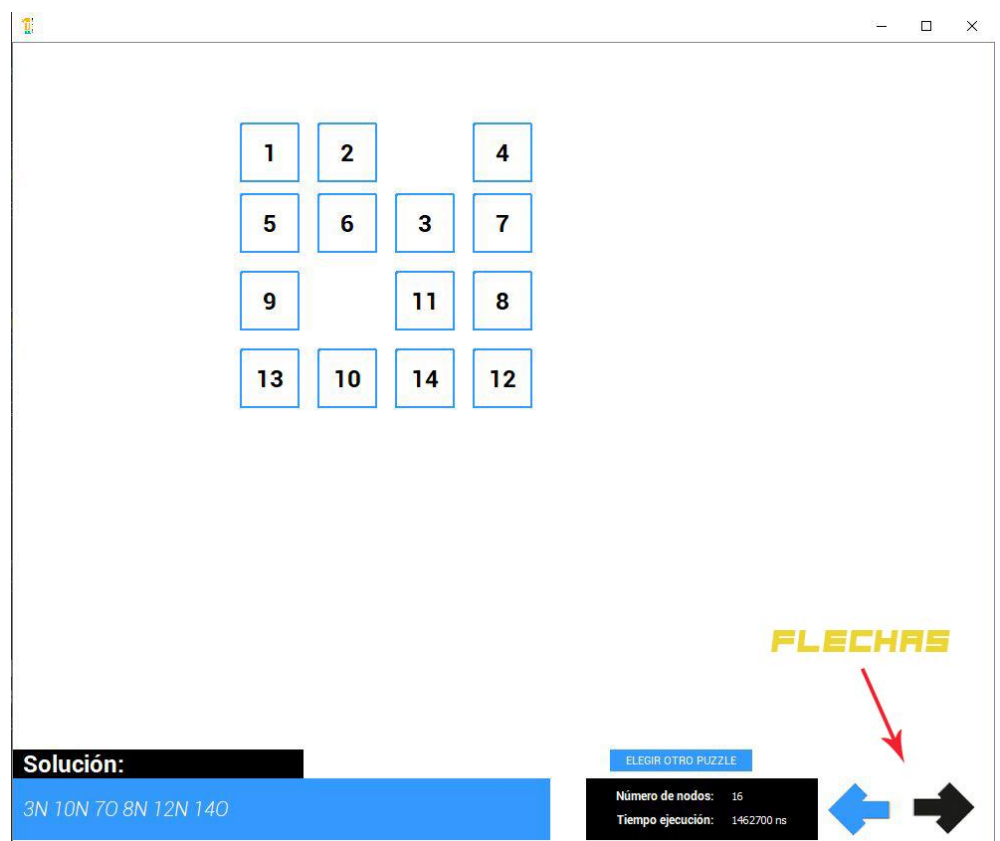 1 2 4
5 6 3 7
9 11 8
13 10 14 12
FLECHAS
Solución:
3N 10N 7O 8N 12N 14O
ELEGIR OTRO PUZZLE
Número de nodos: 16
Tiempo ejecución: 1462700 ns